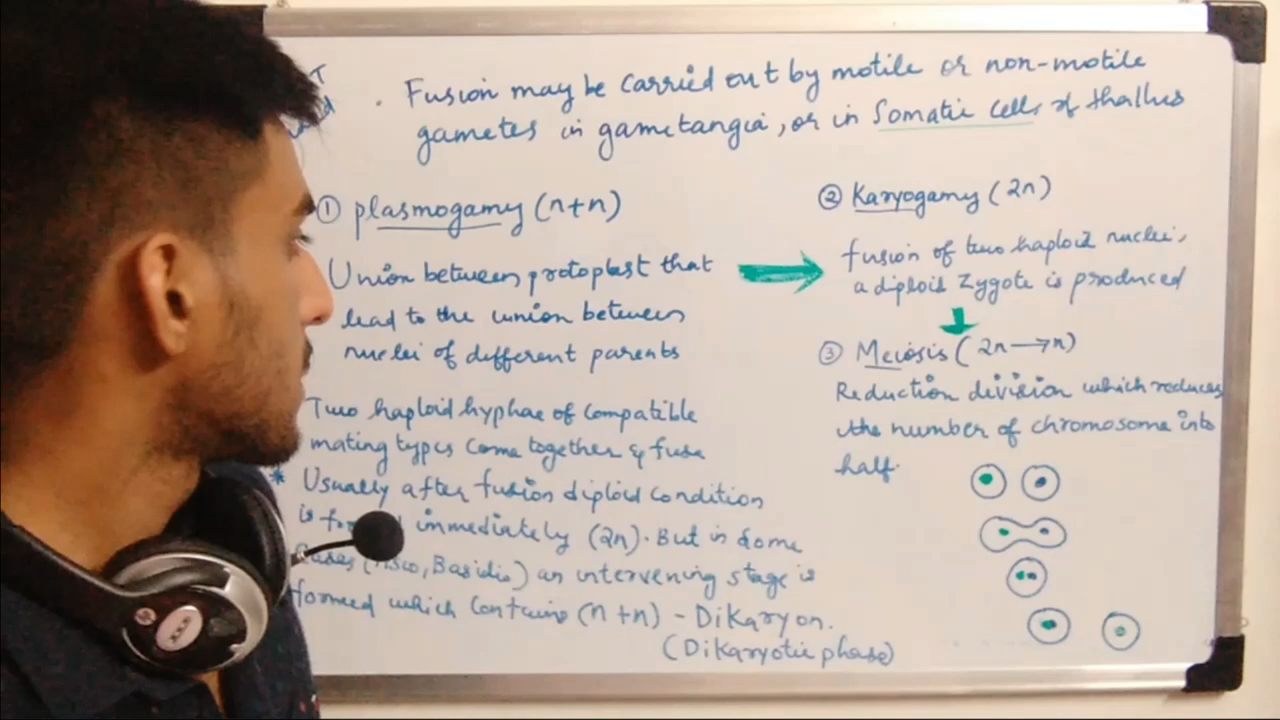 . Fusion may be carried out by motile or non-motile
gametes in gametangia, or in Somatic cells of thallus
① plasmogamy (n+n)
Union between protoplast that
lead to the union between
nuclei of different parents
Two haploid hyphae of compatible
mating types come together & fuse
* Usually after fusion diploid condition
is immediately (2n). But in some
Basidio) an intervening stage is
formed which contains (n+n) - Dikaryon.
(Dikaryotic phase)
② Karyogamy (2n)
fusion of two haploid nuclei,
a diploid Zygote is produced
③ Meiosis (2n → n)
Reduction division which reduces
the number of chromosome into
half.